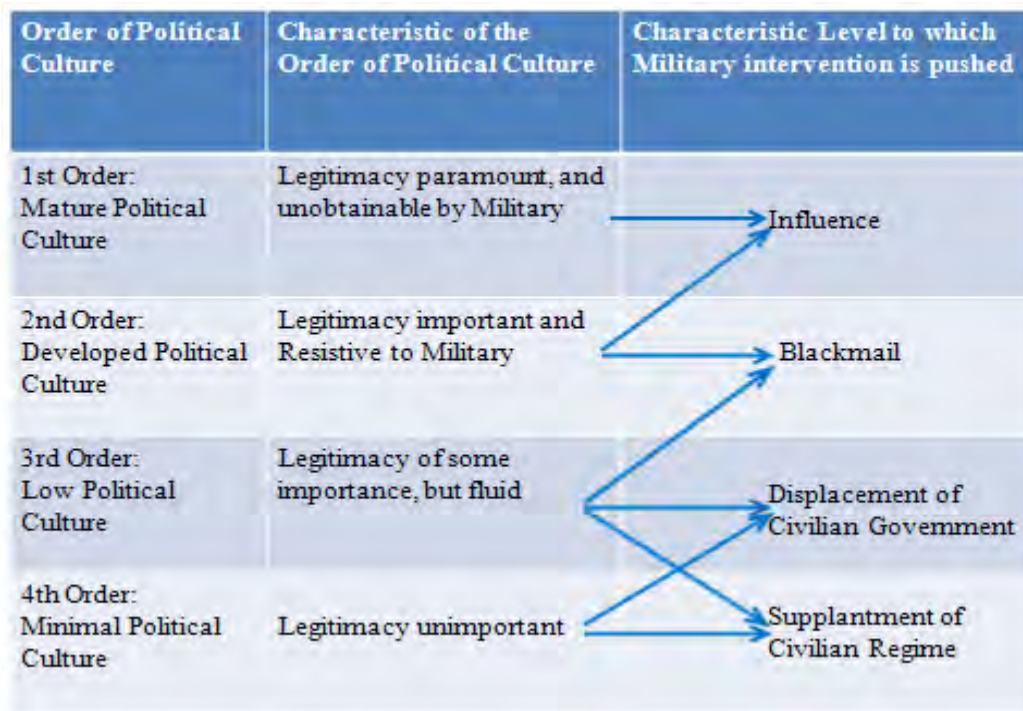 Order of Political
Culture
Characteristic of the
Order of Political Culture
Characteristic Level to which
Military intervention is pushed
1st Order:
Mature Political
Culture
Legitimacy paramount, and
unobtainable by Military
Influence
2nd Order:
Developed Political
Culture
Legitimacy important and
Resistive to Military
Blackmail
3rd Order:
Low Political
Culture
Legitimacy of some
importance, but fluid
Displacement of
Civilian Government
4th Order:
Minimal Political
Culture
Legitimacy unimportant
Supplantment of
Civilian Regime